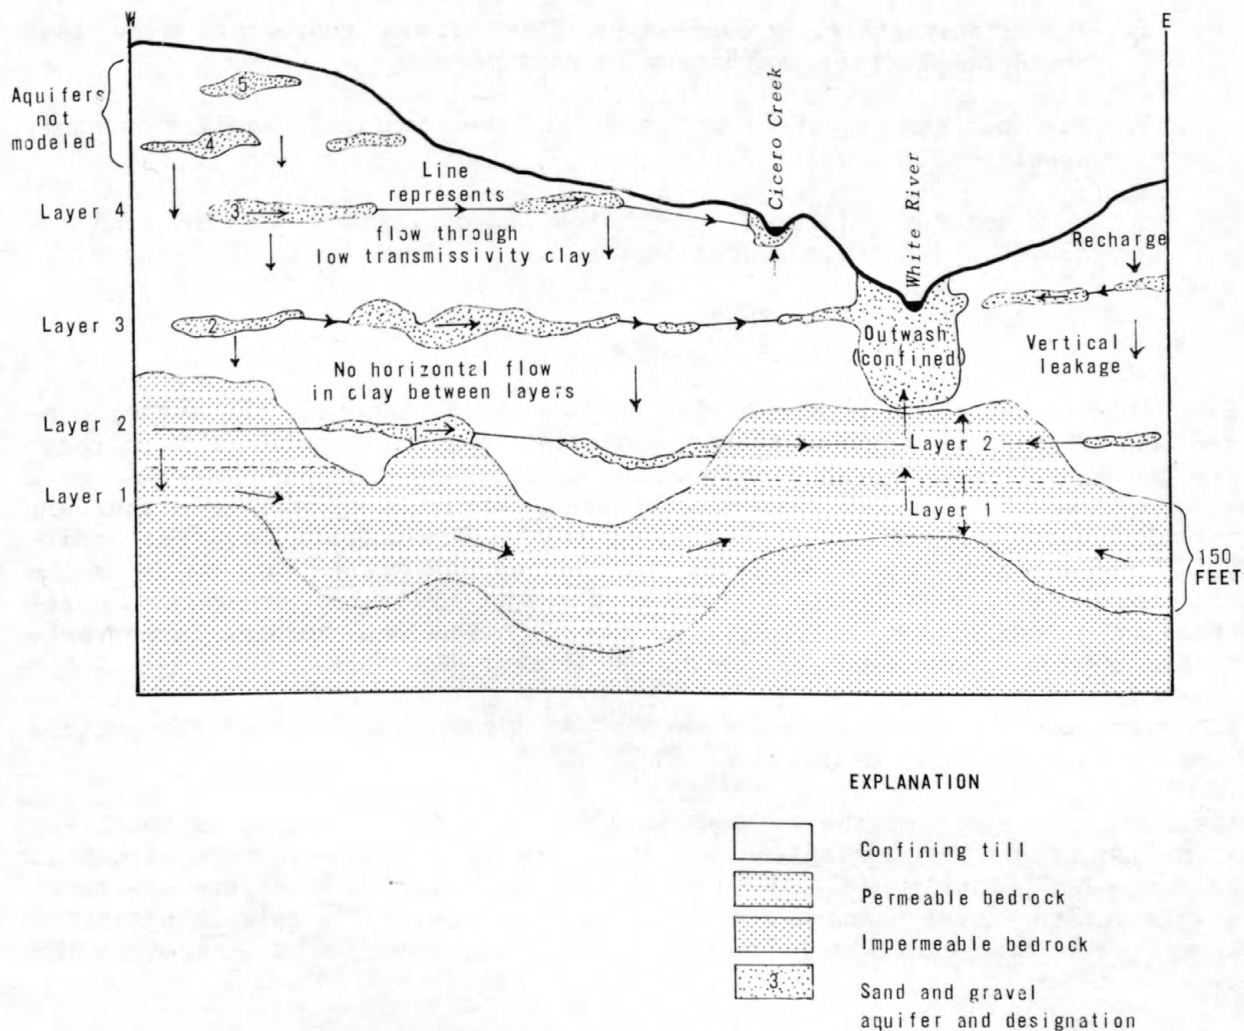 W
E
Aquifers
not
modeled
5
4
Line
represents
Layer 4
3
flow through
low transmissivity clay
Cicero Creek
White River
Recharge
Layer 3
2
Outwash
(confined)
Vertical
leakage
No horizontal flow
in clay between layers
Layer 2
1
Layer 2
Layer 1
Layer 1
150
FEET
EXPLANATION
Confining till
Permeable bedrock
Impermeable bedrock
3
Sand and gravel
aquifer and designation